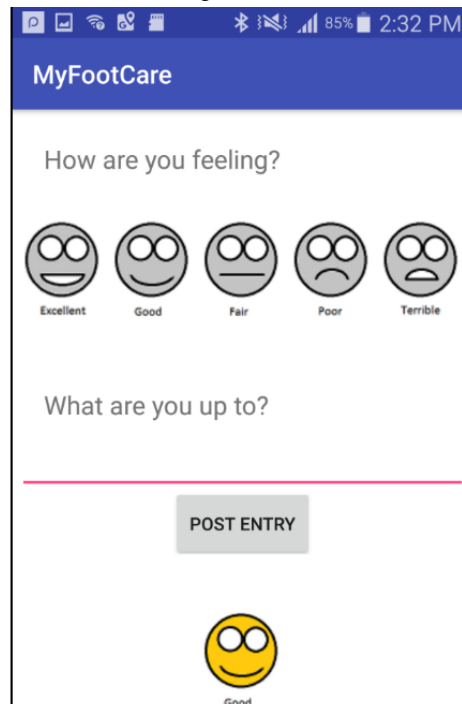 85% 2:32 PM
MyFootCare
How are you feeling?
Excellent Good Fair Poor Terrible
What are you up to?
POST ENTRY
Good